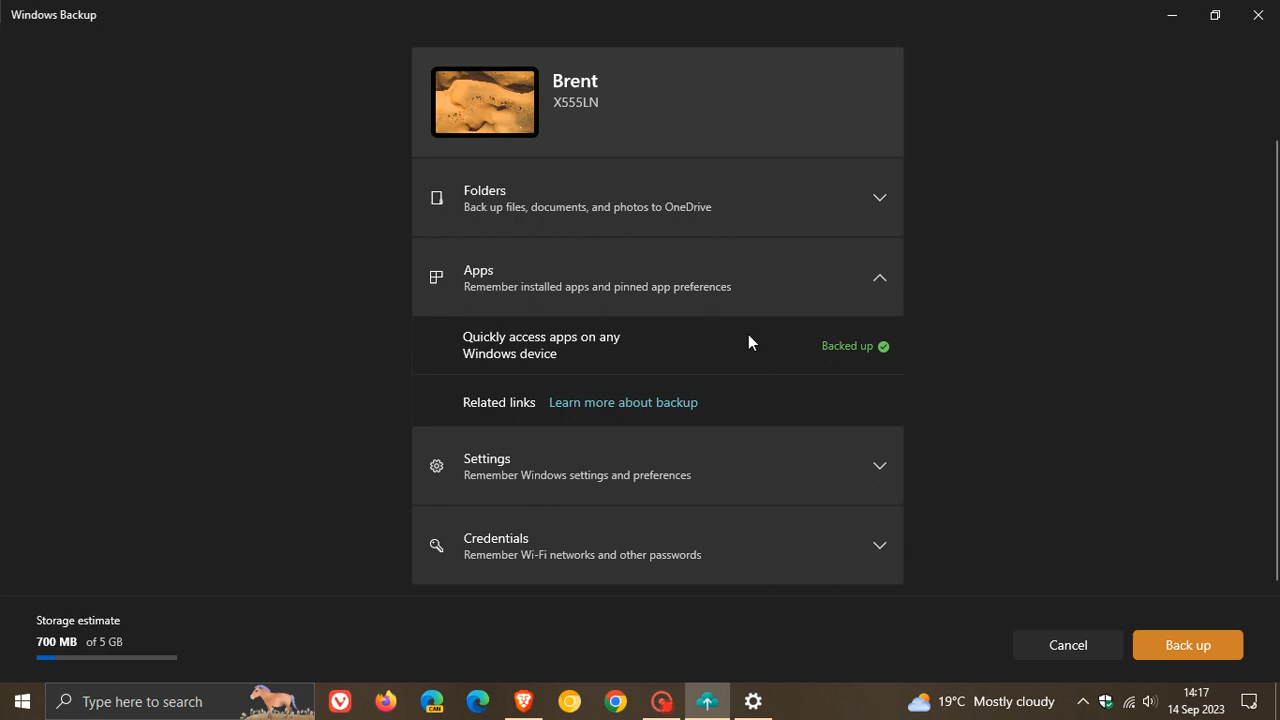 Windows Backup
Brent
X555LN
Folders
Back up files, documents, and photos to OneDrive
Apps
Remember installed apps and pinned app preferences
Quickly access apps on any
Windows device
Backed up
Related links Learn more about backup
Settings
Remember Windows settings and preferences
Credentials
Remember Wi-Fi networks and other passwords
Storage estimate
700 MB of 5 GB
Cancel
Back up
Type here to search
CAN
19°C Mostly cloudy
14:17
14 Sep 2023